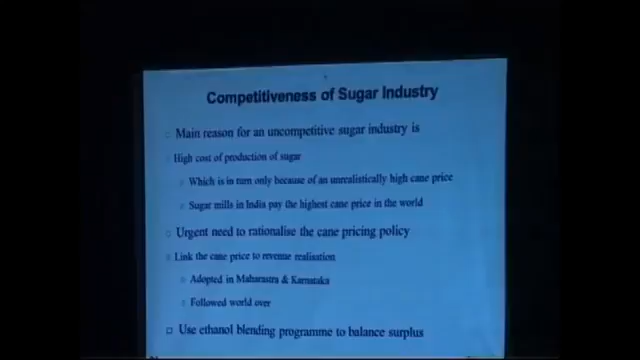 Competitiveness of Sugar Industry
Main reason for an uncompetitive sugar industry is
High cost of production of sugar
Which is in turn only because of an unrealistically high cane price
Sugar mills in India pay the highest cane price in the world
Urgent need to rationalise the cane pricing policy
Link the cane price to revenue realisation
Adopted in Maharastra & Karnataka
Followed world over
Use ethanol blending programme to balance surplus